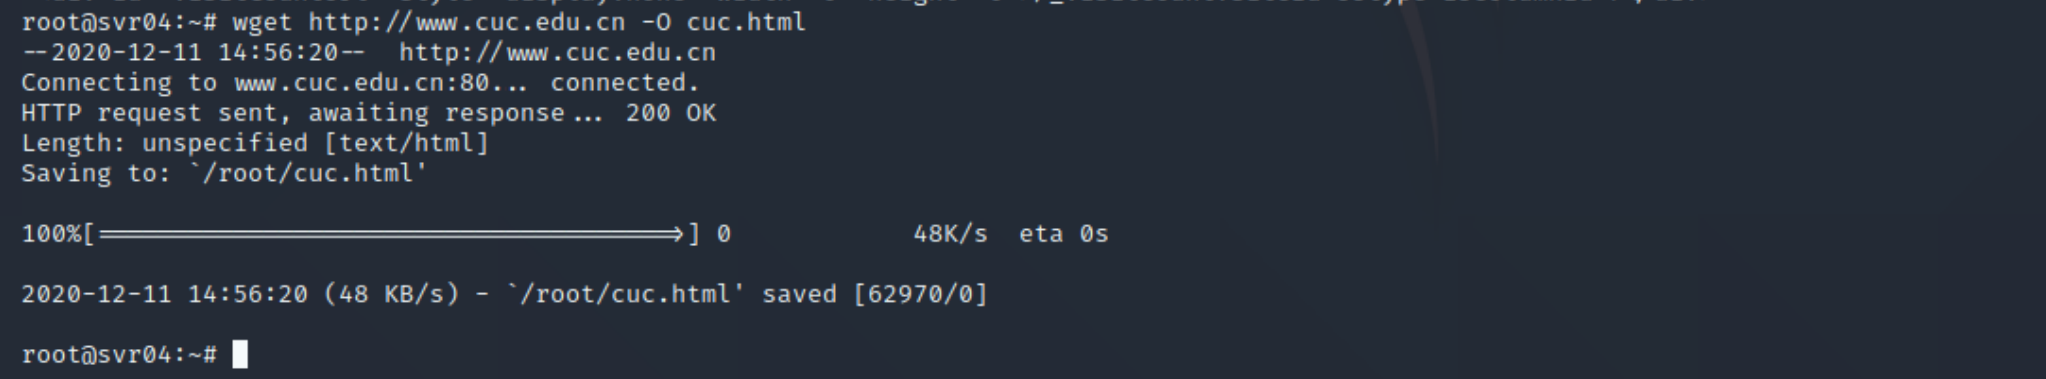 root@svr04:~# wget http://www.cuc.edu.cn -O cuc.html
--2020-12-11 14:56:20--  http://www.cuc.edu.cn
Connecting to www.cuc.edu.cn:80... connected.
HTTP request sent, awaiting response... 200 OK
Length: unspecified [text/html]
Saving to: `/root/cuc.html'
100%[======================================>] 0            48K/s  eta 0s
2020-12-11 14:56:20 (48 KB/s) - `/root/cuc.html' saved [62970/0]
root@svr04:~#